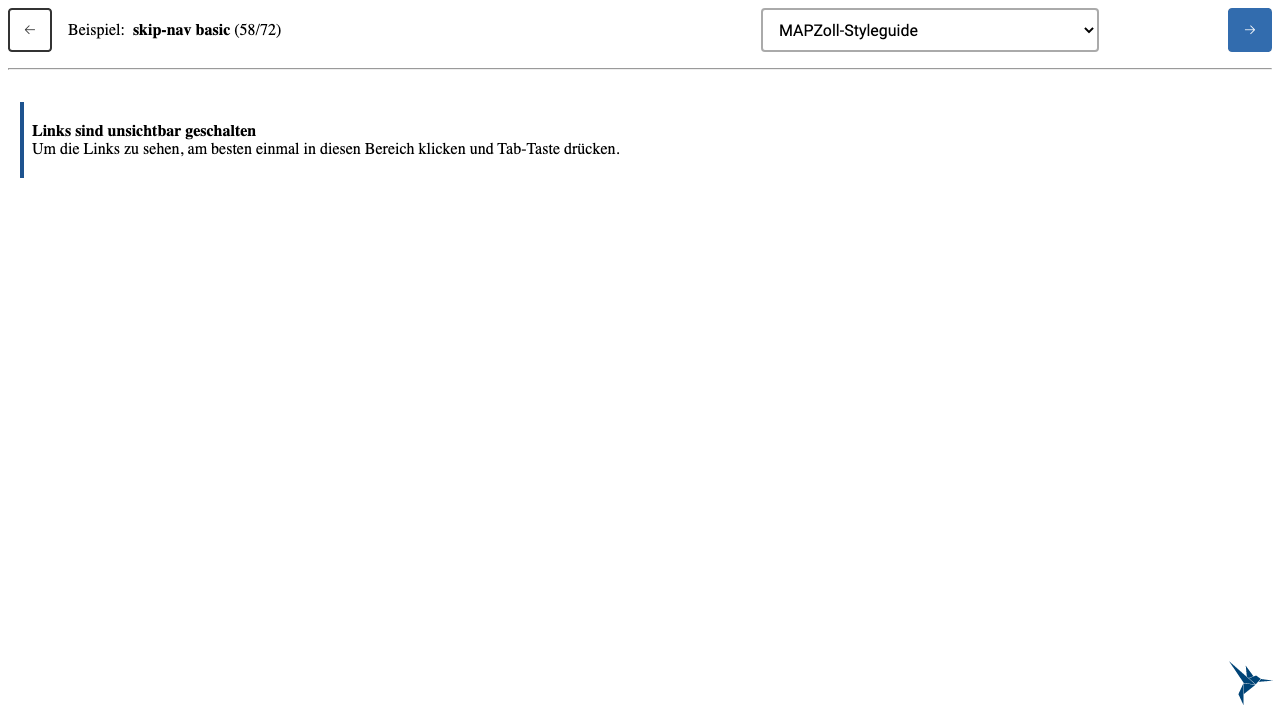 ← Beispiel: skip-nav basic (58/72) MAPZoll-Styleguide →
Links sind unsichtbar geschalten
Um die Links zu sehen, am besten einmal in diesen Bereich klicken und Tab-Taste drücken.